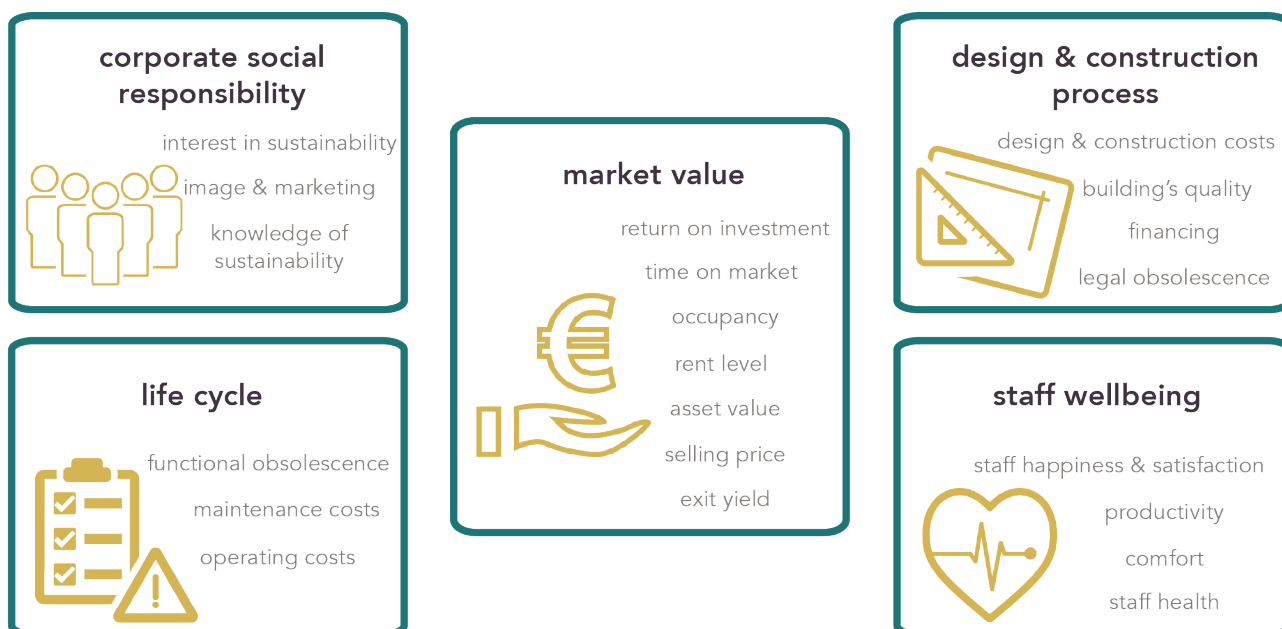 corporate social
responsibility
interest in sustainability
image & marketing
knowledge of
sustainability
life cycle
functional obsolescence
maintenance costs
operating costs
market value
return on investment
time on market
occupancy
rent level
asset value
selling price
exit yield
design & construction
process
design & construction costs
building’s quality
financing
legal obsolescence
staff wellbeing
staff happiness & satisfaction
productivity
comfort
staff health